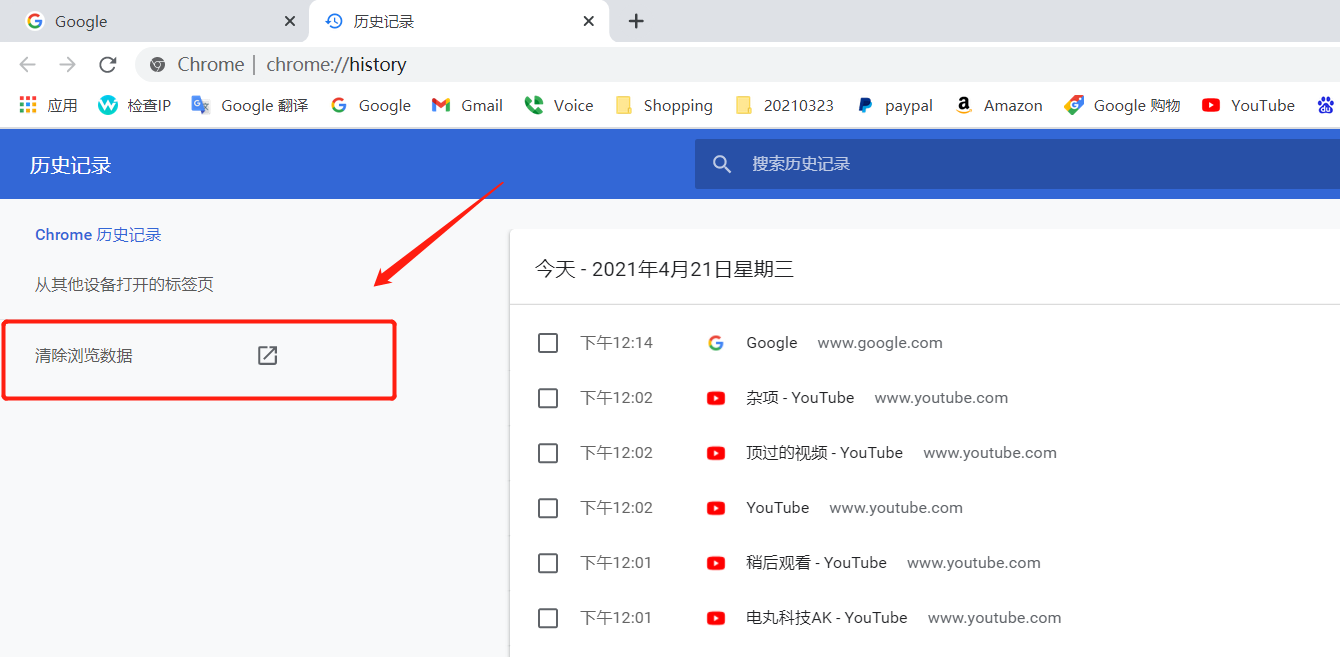 Google 历史记录
Chrome | chrome://history
应用 检查IP Google 翻译 Google Gmail Voice Shopping 20210323 paypal Amazon Google 购物 YouTube
历史记录 搜索历史记录
Chrome 历史记录
从其他设备打开的标签页
清除浏览数据
今天 - 2021年4月21日星期三
下午12:14 Google www.google.com
下午12:02 杂项 - YouTube www.youtube.com
下午12:02 顶过的视频 - YouTube www.youtube.com
下午12:02 YouTube www.youtube.com
下午12:01 稍后观看 - YouTube www.youtube.com
下午12:01 电丸科技AK - YouTube www.youtube.com